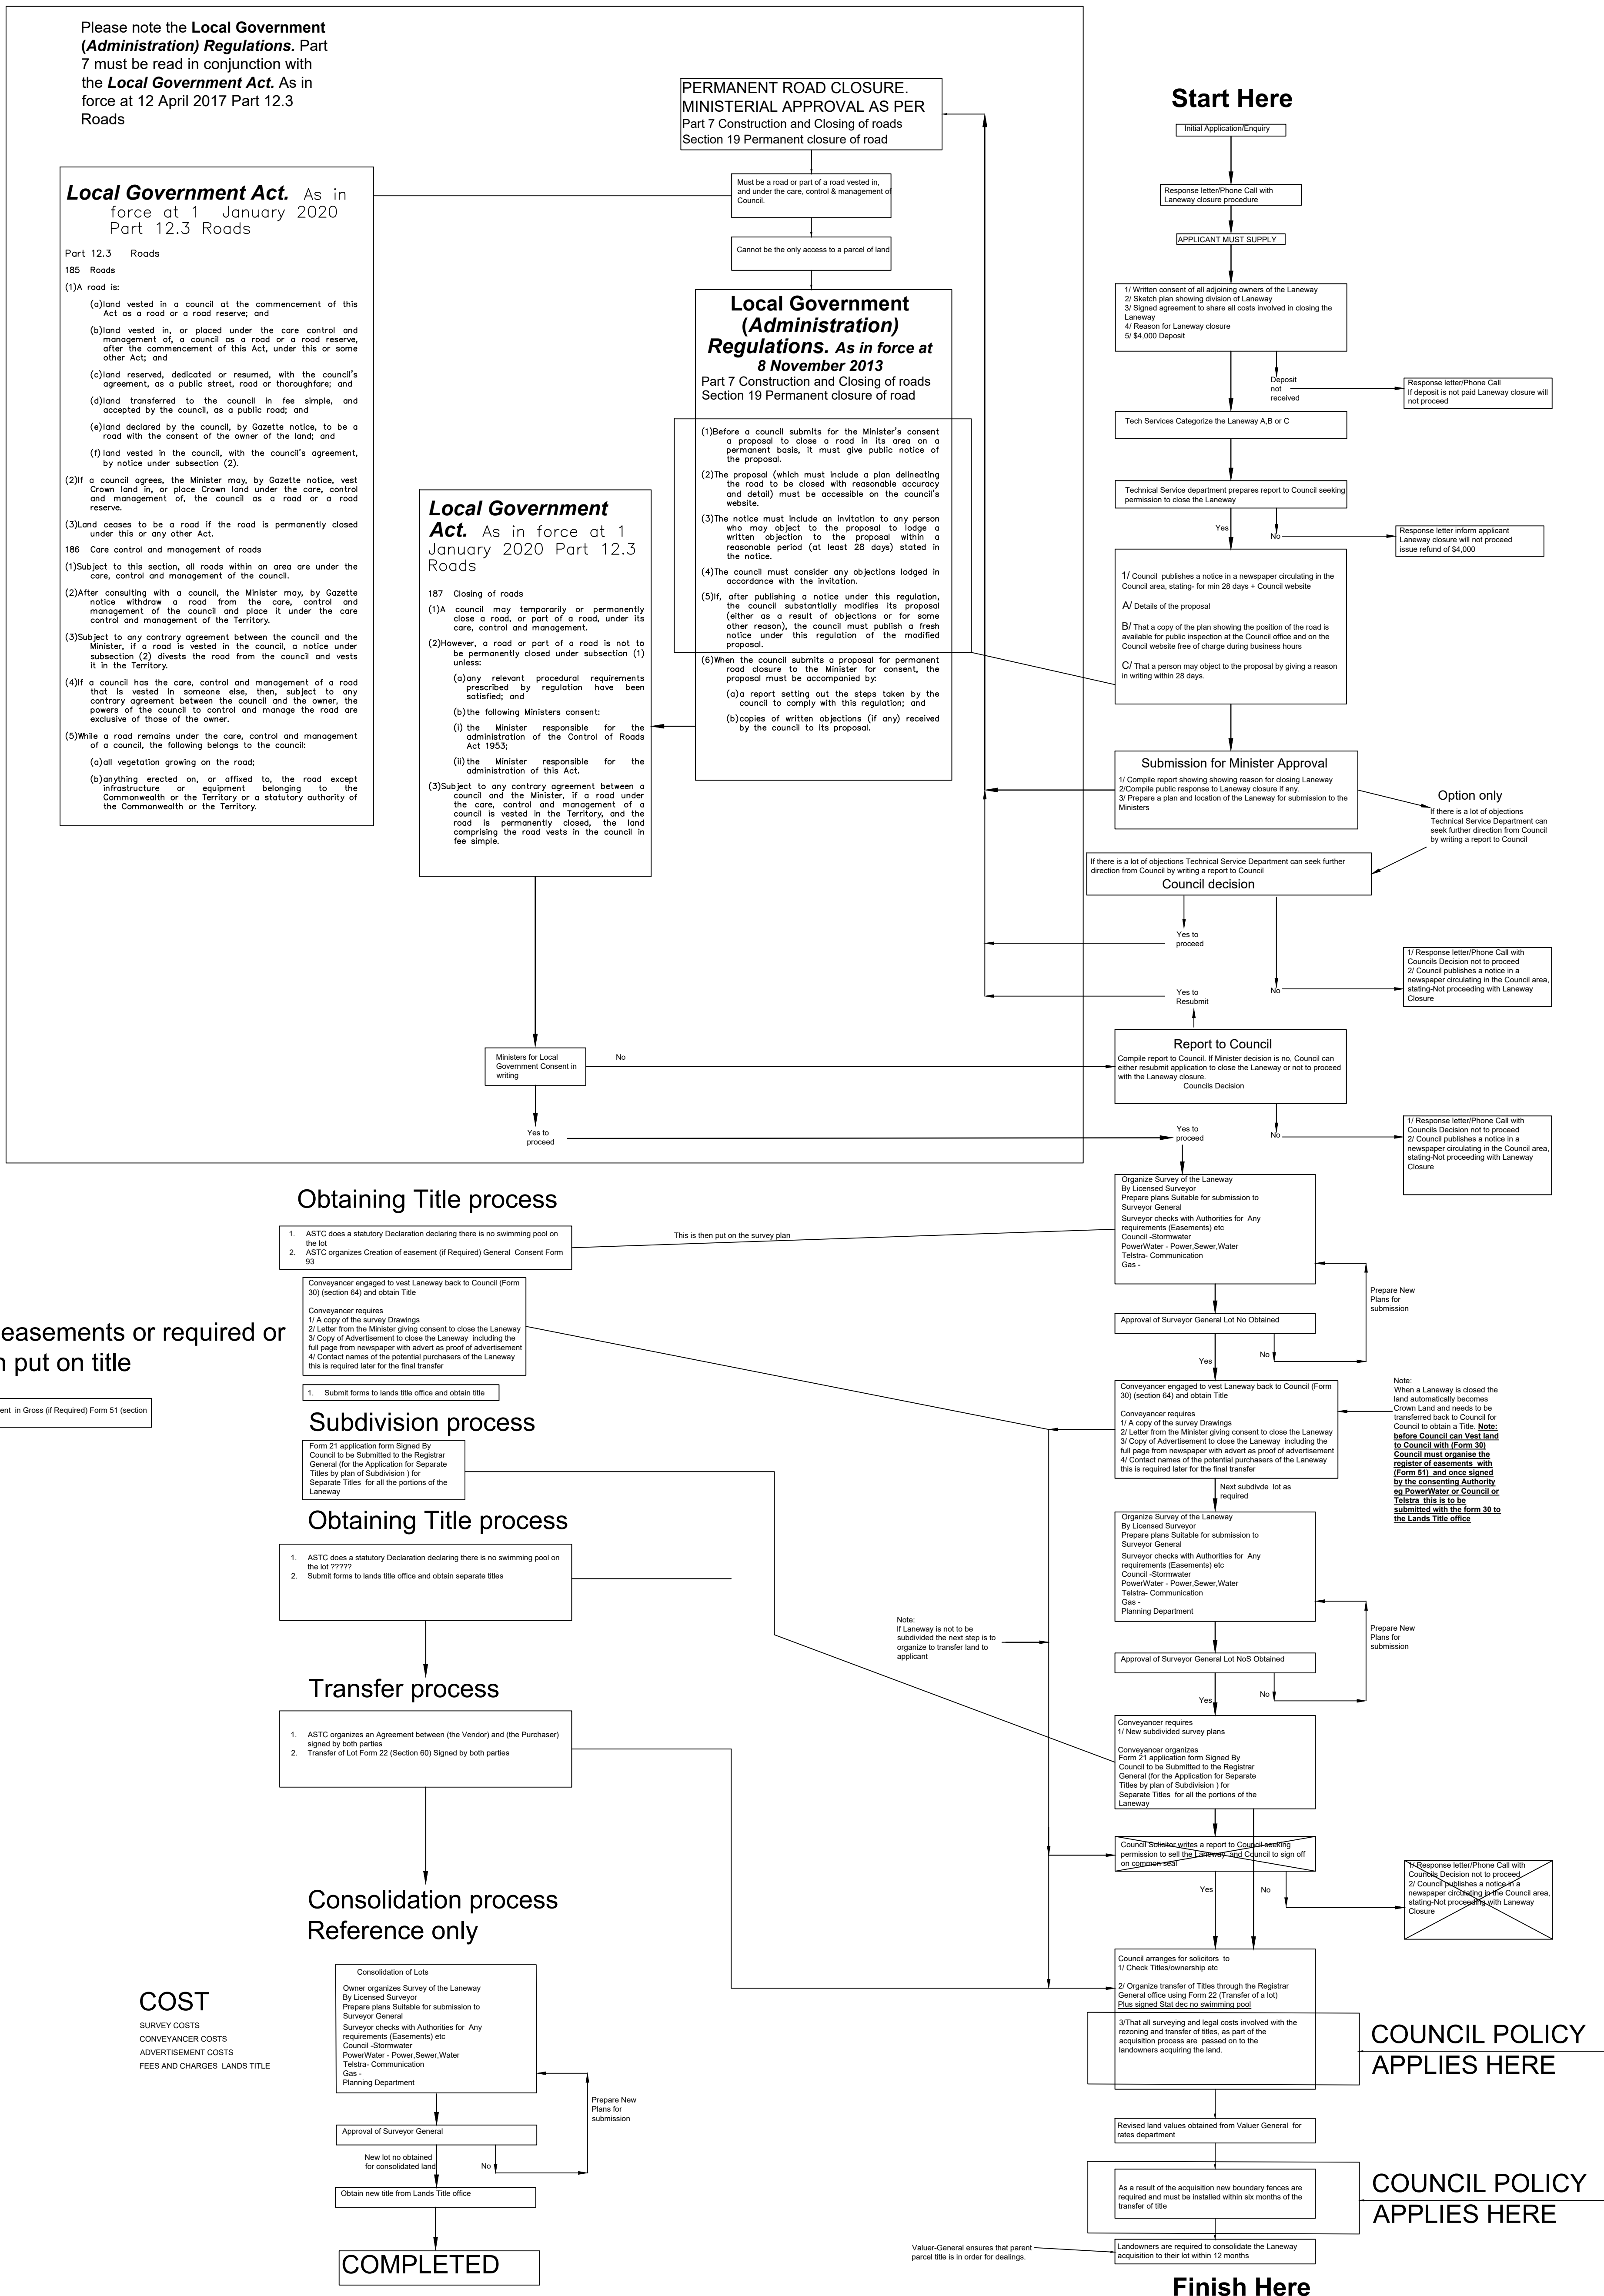 Please note the Local Government
(Administration) Regulations. Part
7 must be read in conjunction with
the Local Government Act. As in
force at 12 April 2017 Part 12.3
Roads
Local Government Act. As in
force at 1 January 2020
Part 12.3 Roads
Part 12.3 Roads
185 Roads
(1)A road is:
(a)land vested in a council at the commencement of this
Act as a road or a road reserve; and
(b)land vested in, or placed under the care control and
management of, a council as a road or a road reserve,
after the commencement of this Act, under this or some
other Act; and
(c)land reserved, dedicated or resumed, with the council's
agreement, as a public street, road or thoroughfare; and
(d)land transferred to the council in fee simple, and
accepted by the council, as a public road; and
(e)land declared by the council, by Gazette notice, to be a
road with the consent of the owner of the land; and
(f)land vested in the council, with the council's agreement,
by notice under subsection (2).
(2)If a council agrees, the Minister may, by Gazette notice, vest
Crown land in, or place Crown land under the care, control
and management of, the council as a road or a road
reserve.
(3)Land ceases to be a road if the road is permanently closed
under this or any other Act.
186 Care control and management of roads
(1)Subject to this section, all roads within an area are under the
care, control and management of the council.
(2)After consulting with a council, the Minister may, by Gazette
notice withdraw a road from the care, control and
management of the council and place it under the care
control and management of the Territory.
(3)Subject to any contrary agreement between the council and the
Minister, if a road is vested in the council, a notice under
subsection (2) divests the road from the council and vests
it in the Territory.
(4)If a council has the care, control and management of a road
that is vested in someone else, then, subject to any
contrary agreement between the council and the owner, the
powers of the council to control and manage the road are
exclusive of those of the owner.
(5)While a road remains under the care, control and management
of a council, the following belongs to the council:
(a)all vegetation growing on the road;
(b)anything erected on, or affixed to, the road except
infrastructure or equipment belonging to the
Commonwealth or the Territory or a statutory authority of
the Commonwealth or the Territory.
Local Government
Act. As in force at 1
January 2020 Part 12.3
Roads
187 Closing of roads
(1)A council may temporarily or permanently
close a road, or part of a road, under its
care, control and management.
(2)However, a road or part of a road is not to
be permanently closed under subsection (1)
unless:
(a)any relevant procedural requirements
prescribed by regulation have been
satisfied; and
(b)the following Ministers consent:
(i) the Minister responsible for the
administration of the Control of Roads
Act 1953;
(ii)the Minister responsible for the
administration of this Act.
(3)Subject to any contrary agreement between a
council and the Minister, if a road under
the care, control and management of a
council is vested in the Territory, and the
road is permanently closed, the land
comprising the road vests in the council in
fee simple.
Ministers for Local
Government Consent in
writing
No
Yes to
proceed
PERMANENT ROAD CLOSURE.
MINISTERIAL APPROVAL AS PER
Part 7 Construction and Closing of roads
Section 19 Permanent closure of road
Must be a road or part of a road vested in,
and under the care, control & management of
Council.
Cannot be the only access to a parcel of land
Local Government
(Administration)
Regulations. As in force at
8 November 2013
Part 7 Construction and Closing of roads
Section 19 Permanent closure of road
(1)Before a council submits for the Minister's consent
a proposal to close a road in its area on a
permanent basis, it must give public notice of
the proposal.
(2)The proposal (which must include a plan delineating
the road to be closed with reasonable accuracy
and detail) must be accessible on the council's
website.
(3)The notice must include an invitation to any person
who may object to the proposal to lodge a
written objection to the proposal within a
reasonable period (at least 28 days) stated in
the notice.
(4)The council must consider any objections lodged in
accordance with the invitation.
(5)If, after publishing a notice under this regulation,
the council substantially modifies its proposal
(either as a result of objections or for some
other reason), the council must publish a fresh
notice under this regulation of the modified
proposal.
(6)When the council submits a proposal for permanent
road closure to the Minister for consent, the
proposal must be accompanied by:
(a)a report setting out the steps taken by the
council to comply with this regulation; and
(b)copies of written objections (if any) received
by the council to its proposal.
Start Here
Initial Application/Enquiry
Response letter/Phone Call with
Laneway closure procedure
APPLICANT MUST SUPPLY
1/ Written consent of all adjoining owners of the Laneway
2/ Sketch plan showing division of Laneway
3/ Signed agreement to share all costs involved in closing the
Laneway
4/ Reason for Laneway closure
5/ $4,000 Deposit
Deposit
not
received
Response letter/Phone Call
If deposit is not paid Laneway closure will
not proceed
Tech Services Categorize the Laneway A,B or C
Technical Service department prepares report to Council seeking
permission to close the Laneway
Yes
No
Response letter inform applicant
Laneway closure will not proceed
issue refund of $4,000
1/ Council publishes a notice in a newspaper circulating in the
Council area, stating- for min 28 days + Council website
A/ Details of the proposal
B/ That a copy of the plan showing the position of the road is
available for public inspection at the Council office and on the
Council website free of charge during business hours
C/ That a person may object to the proposal by giving a reason
in writing within 28 days.
Submission for Minister Approval
1/ Compile report showing showing reason for closing Laneway
2/Compile public response to Laneway closure if any.
3/ Prepare a plan and location of the Laneway for submission to the
Ministers
Option only
If there is a lot of objections
Technical Service Department can
seek further direction from Council
by writing a report to Council
If there is a lot of objections Technical Service Department can seek further
direction from Council by writing a report to Council
Council decision
Yes to
proceed
No
1/ Response letter/Phone Call with
Councils Decision not to proceed
2/ Council publishes a notice in a
newspaper circulating in the Council area,
stating-Not proceeding with Laneway
Closure
Yes to
Resubmit
Report to Council
Compile report to Council. If Minister decision is no, Council can
either resubmit application to close the Laneway or not to proceed
with the Laneway closure.
Councils Decision
Yes to
proceed
No
1/ Response letter/Phone Call with
Councils Decision not to proceed
2/ Council publishes a notice in a
newspaper circulating in the Council area,
stating-Not proceeding with Laneway
Closure
Organize Survey of the Laneway
By Licensed Surveyor
Prepare plans Suitable for submission to
Surveyor General
Surveyor checks with Authorities for Any
requirements (Easements) etc
Council -Stormwater
PowerWater - Power,Sewer,Water
Telstra- Communication
Gas -
Prepare New
Plans for
submission
Approval of Surveyor General Lot No Obtained
Yes
No
Conveyancer engaged to vest Laneway back to Council (Form
30) (section 64) and obtain Title
Conveyancer requires
1/ A copy of the survey Drawings
2/ Letter from the Minister giving consent to close the Laneway
3/ Copy of Advertisement to close the Laneway including the
full page from newspaper with advert as proof of advertisement
4/ Contact names of the potential purchasers of the Laneway
this is required later for the final transfer
Note:
When a Laneway is closed the
land automatically becomes
Crown Land and needs to be
transferred back to Council for
Council to obtain a Title. Note:
before Council can Vest land
to Council with (Form 30)
Council must organise the
register of easements with
(Form 51) and once signed
by the consenting Authority
eg PowerWater or Council or
Telstra this is to be
submitted with the form 30 to
the Lands Title office
Next subdivde lot as
required
Organize Survey of the Laneway
By Licensed Surveyor
Prepare plans Suitable for submission to
Surveyor General
Surveyor checks with Authorities for Any
requirements (Easements) etc
Council -Stormwater
PowerWater - Power,Sewer,Water
Telstra- Communication
Gas -
Planning Department
Prepare New
Plans for
submission
Note:
If Laneway is not to be
subdivided the next step is to
organize to transfer land to
applicant
Approval of Surveyor General Lot NoS Obtained
Yes
No
Conveyancer requires
1/ New subdivided survey plans
Conveyancer organizes
Form 21 application form Signed By
Council to be Submitted to the Registrar
General (for the Application for Separate
Titles by plan of Subdivision ) for
Separate Titles for all the portions of the
Laneway
Council Solicitor writes a report to Council seeking
permission to sell the Laneway and Council to sign off
on common seal
Yes
No
1/ Response letter/Phone Call with
Councils Decision not to proceed
2/ Council publishes a notice in a
newspaper circulating in the Council area,
stating-Not proceeding with Laneway
Closure
Council arranges for solicitors to
1/ Check Titles/ownership etc
2/ Organize transfer of Titles through the Registrar
General office using Form 22 (Transfer of a lot)
Plus signed Stat dec no swimming pool
3/That all surveying and legal costs involved with the
rezoning and transfer of titles, as part of the
acquisition process are passed on to the
landowners acquiring the land.
COUNCIL POLICY
APPLIES HERE
Revised land values obtained from Valuer General for
rates department
As a result of the acquisition new boundary fences are
required and must be installed within six months of the
transfer of title
COUNCIL POLICY
APPLIES HERE
Valuer-General ensures that parent
parcel title is in order for dealings.
Landowners are required to consolidate the Laneway
acquisition to their lot within 12 months
Finish Here
Obtaining Title process
1. ASTC does a statutory Declaration declaring there is no swimming pool on
the lot
2. ASTC organizes Creation of easement (if Required) General Consent Form
93
This is then put on the survey plan
Conveyancer engaged to vest Laneway back to Council (Form
30) (section 64) and obtain Title
Conveyancer requires
1/ A copy of the survey Drawings
2/ Letter from the Minister giving consent to close the Laneway
3/ Copy of Advertisement to close the Laneway including the
full page from newspaper with advert as proof of advertisement
4/ Contact names of the potential purchasers of the Laneway
this is required later for the final transfer
easements or required or
put on title
in Gross (if Required) Form 51 (section
1. Submit forms to lands title office and obtain title
Subdivision process
Form 21 application form Signed By
Council to be Submitted to the Registrar
General (for the Application for Separate
Titles by plan of Subdivision ) for
Separate Titles for all the portions of the
Laneway
Obtaining Title process
1. ASTC does a statutory Declaration declaring there is no swimming pool on
the lot ?????
2. Submit forms to lands title office and obtain separate titles
Transfer process
1. ASTC organizes an Agreement between (the Vendor) and (the Purchaser)
signed by both parties
2. Transfer of Lot Form 22 (Section 60) Signed by both parties
Consolidation process
Reference only
Consolidation of Lots
Owner organizes Survey of the Laneway
By Licensed Surveyor
Prepare plans Suitable for submission to
Surveyor General
Surveyor checks with Authorities for Any
requirements (Easements) etc
Council -Stormwater
PowerWater - Power,Sewer,Water
Telstra- Communication
Gas -
Planning Department
Prepare New
Plans for
submission
Approval of Surveyor General
New lot no obtained
for consolidated land
No
Obtain new title from Lands Title office
COMPLETED
COST
SURVEY COSTS
CONVEYANCER COSTS
ADVERTISEMENT COSTS
FEES AND CHARGES LANDS TITLE